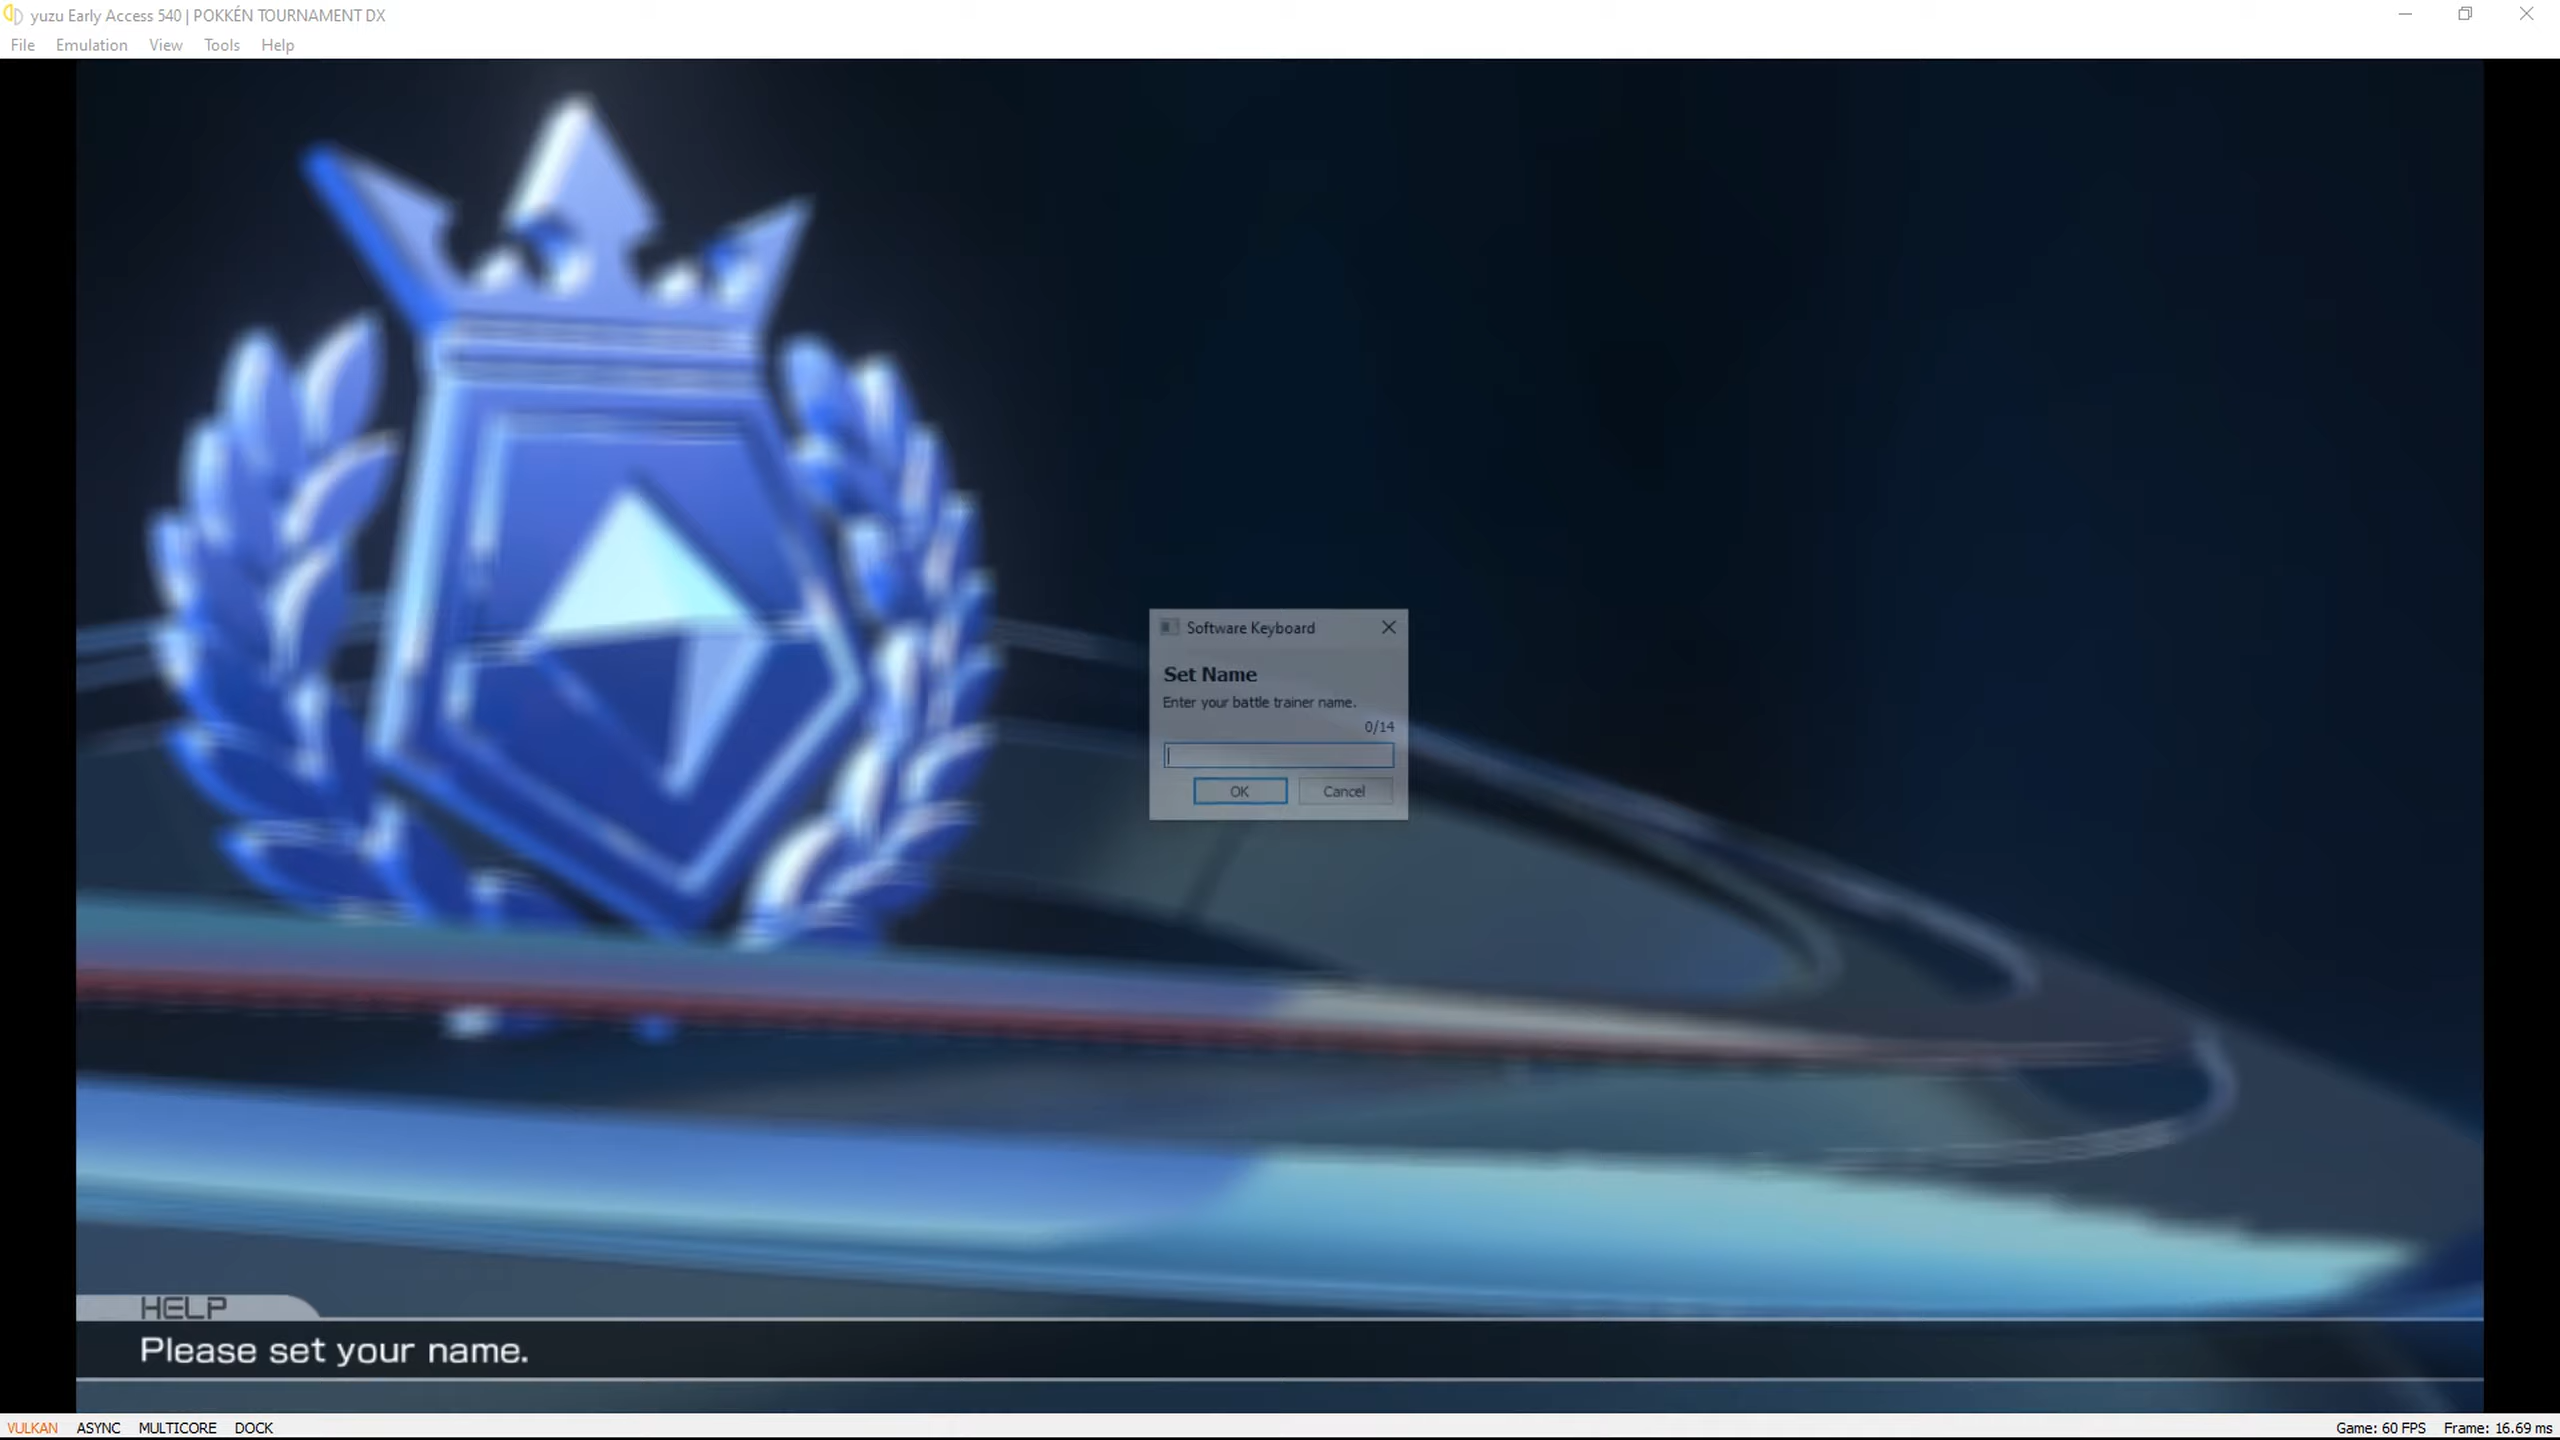 yuzu Early Access 540 | POKKÉN TOURNAMENT DX
File Emulation View Tools Help
Software Keyboard
Set Name
Enter your battle trainer name.
0/14
OK Cancel
HELP
Please set your name.
VULKAN ASYNC MULTICORE DOCK Game: 60 FPS Frame: 16.69 ms